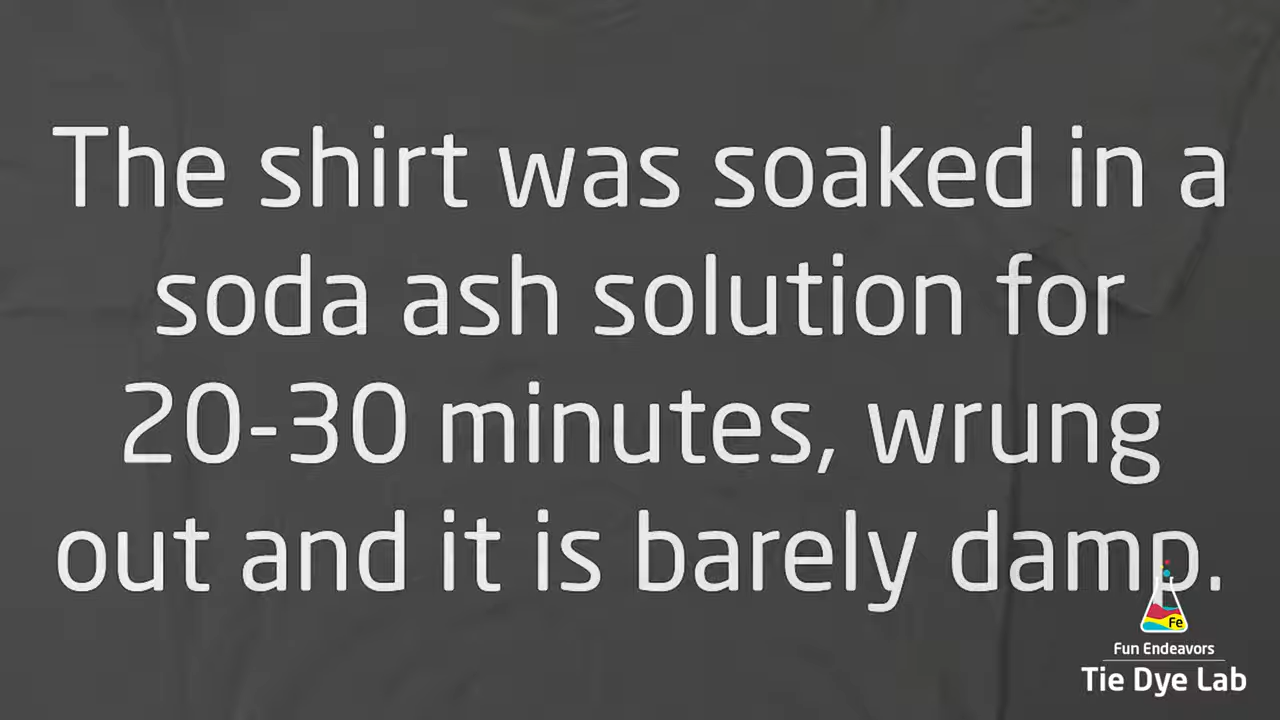 The shirt was soaked in a
soda ash solution for
20-30 minutes, wrung
out and it is barely damp.
Fe
Fun Endeavors
Tie Dye Lab